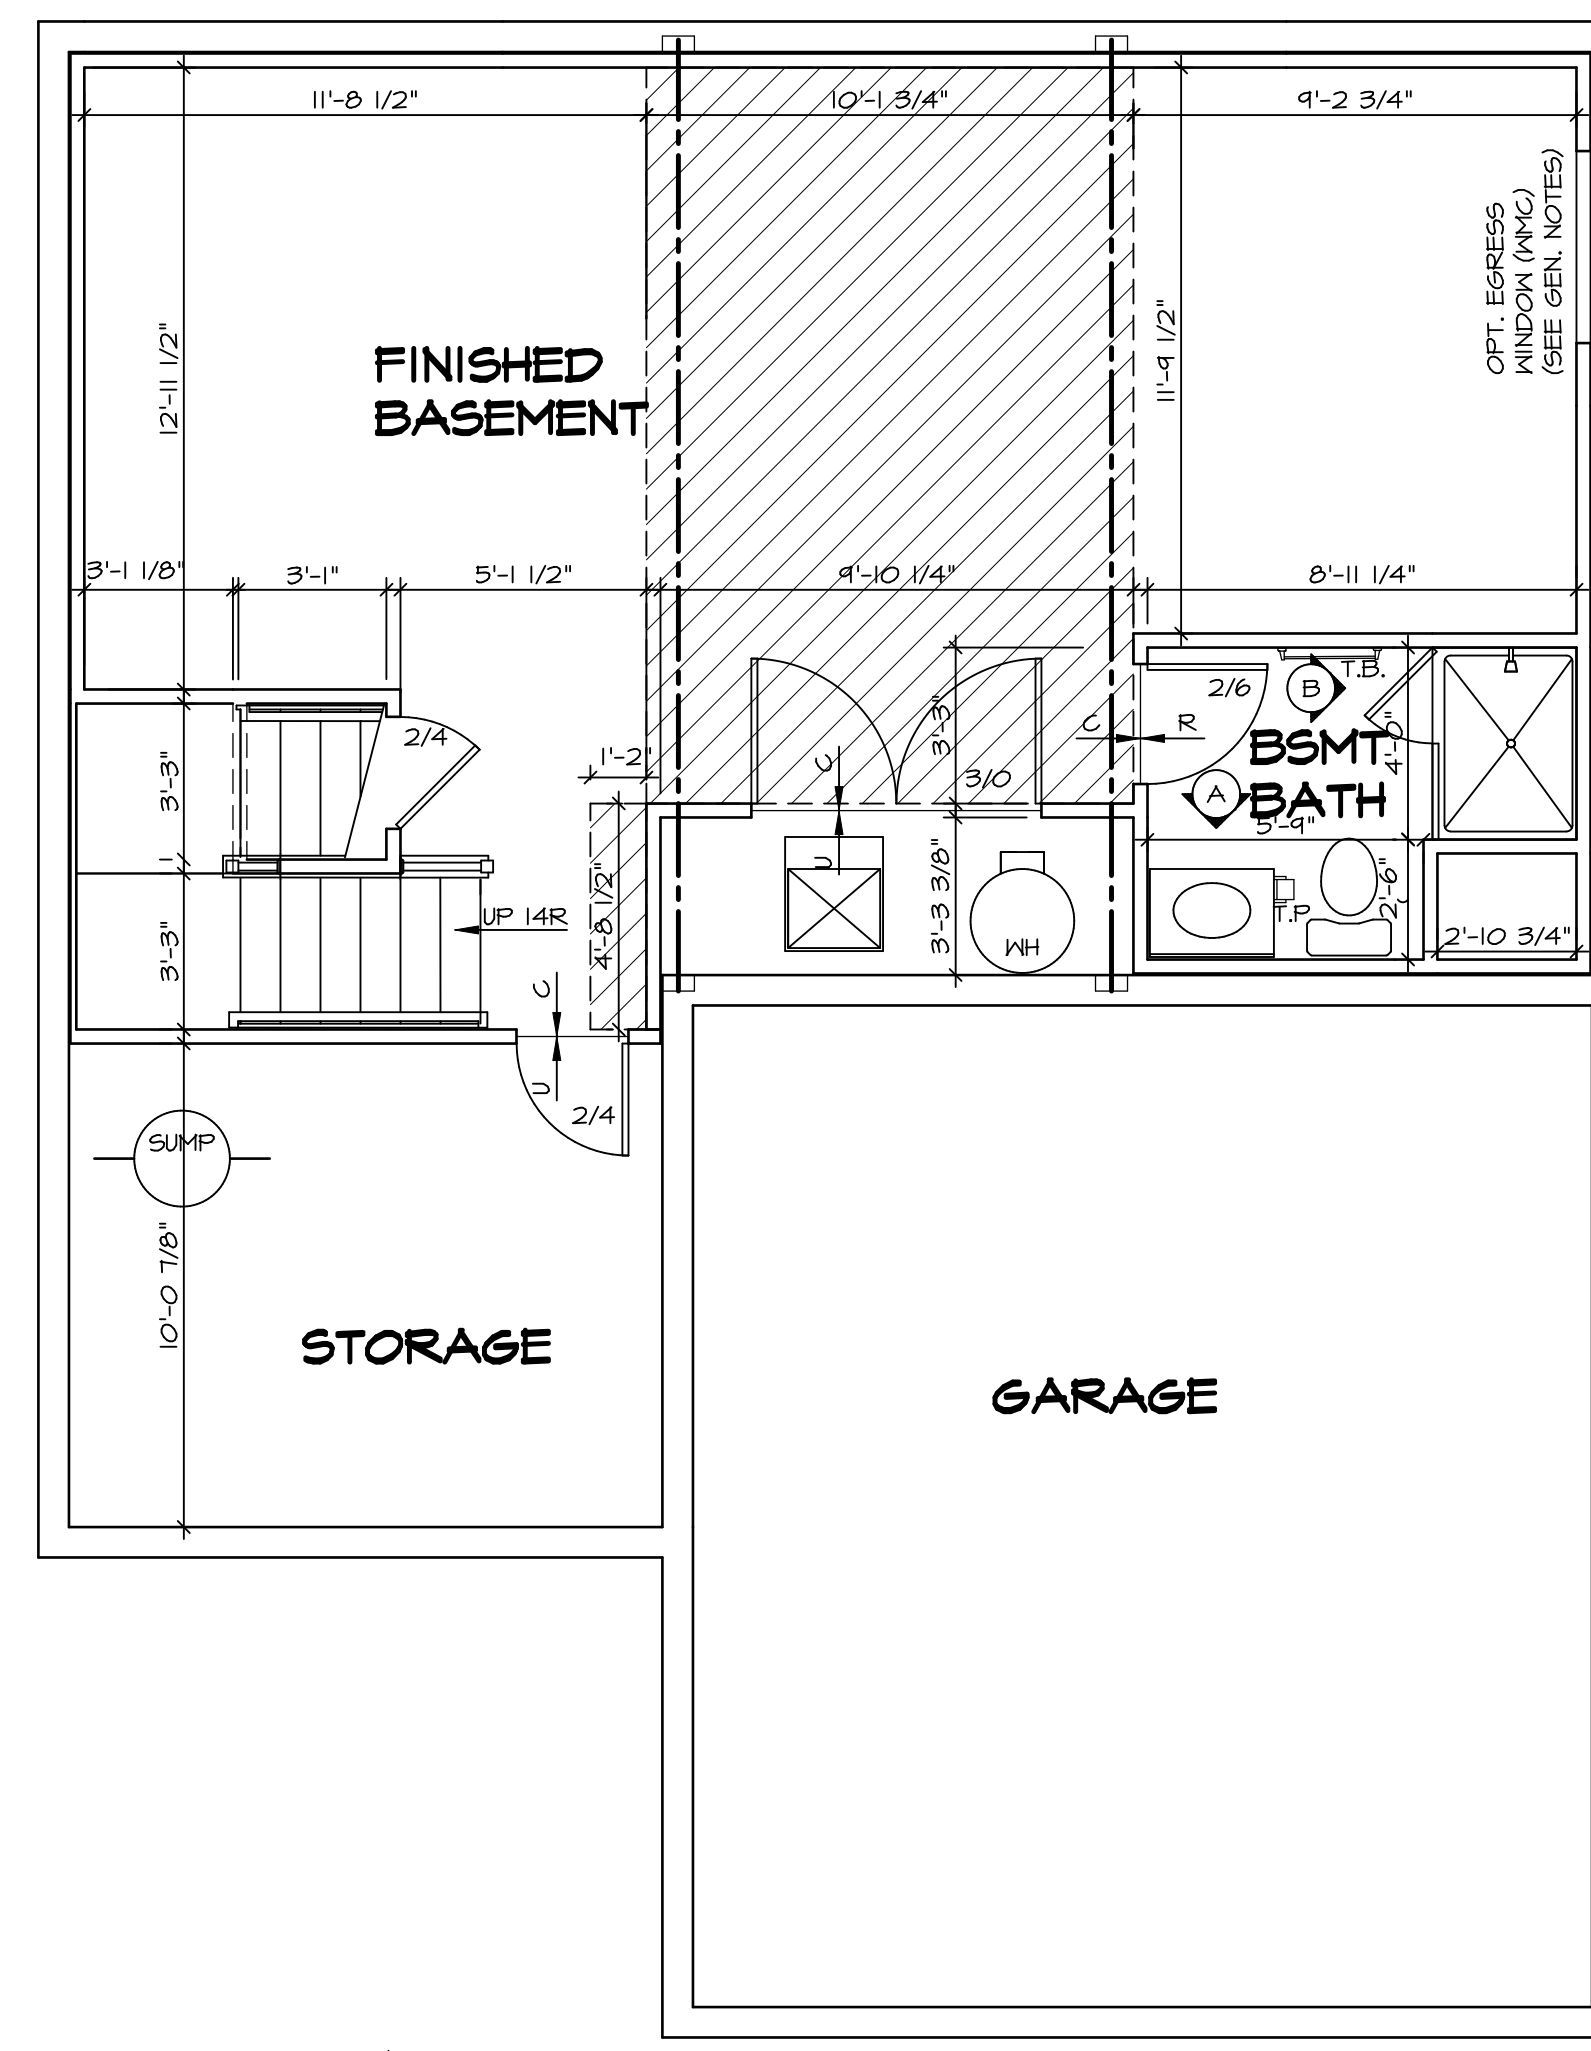 11'-8 1/2"
10'-1 3/4"
9'-2 3/4"
OPT. EGRESS
WINDOW (WMC)
(SEE GEN. NOTES)
12'-11 1/2"
11'-9 1/2"
FINISHED
BASEMENT
3'-1 1/8"
3'-1"
5'-1 1/2"
9'-10 1/4"
8'-11 1/4"
T.B.
2/6
B
C
R
BSMT
BATH
4'-0"
2/4
3'-3"
1'-2"
C
3'-3"
3/0
A
5'-9"
U
3'-3 3/8"
4'-8 1/2"
UP 14R
3'-3"
WH
T.P
2'-6"
2'-10 3/4"
C
U
2/4
SUMP
10'-0 7/8"
STORAGE
GARAGE